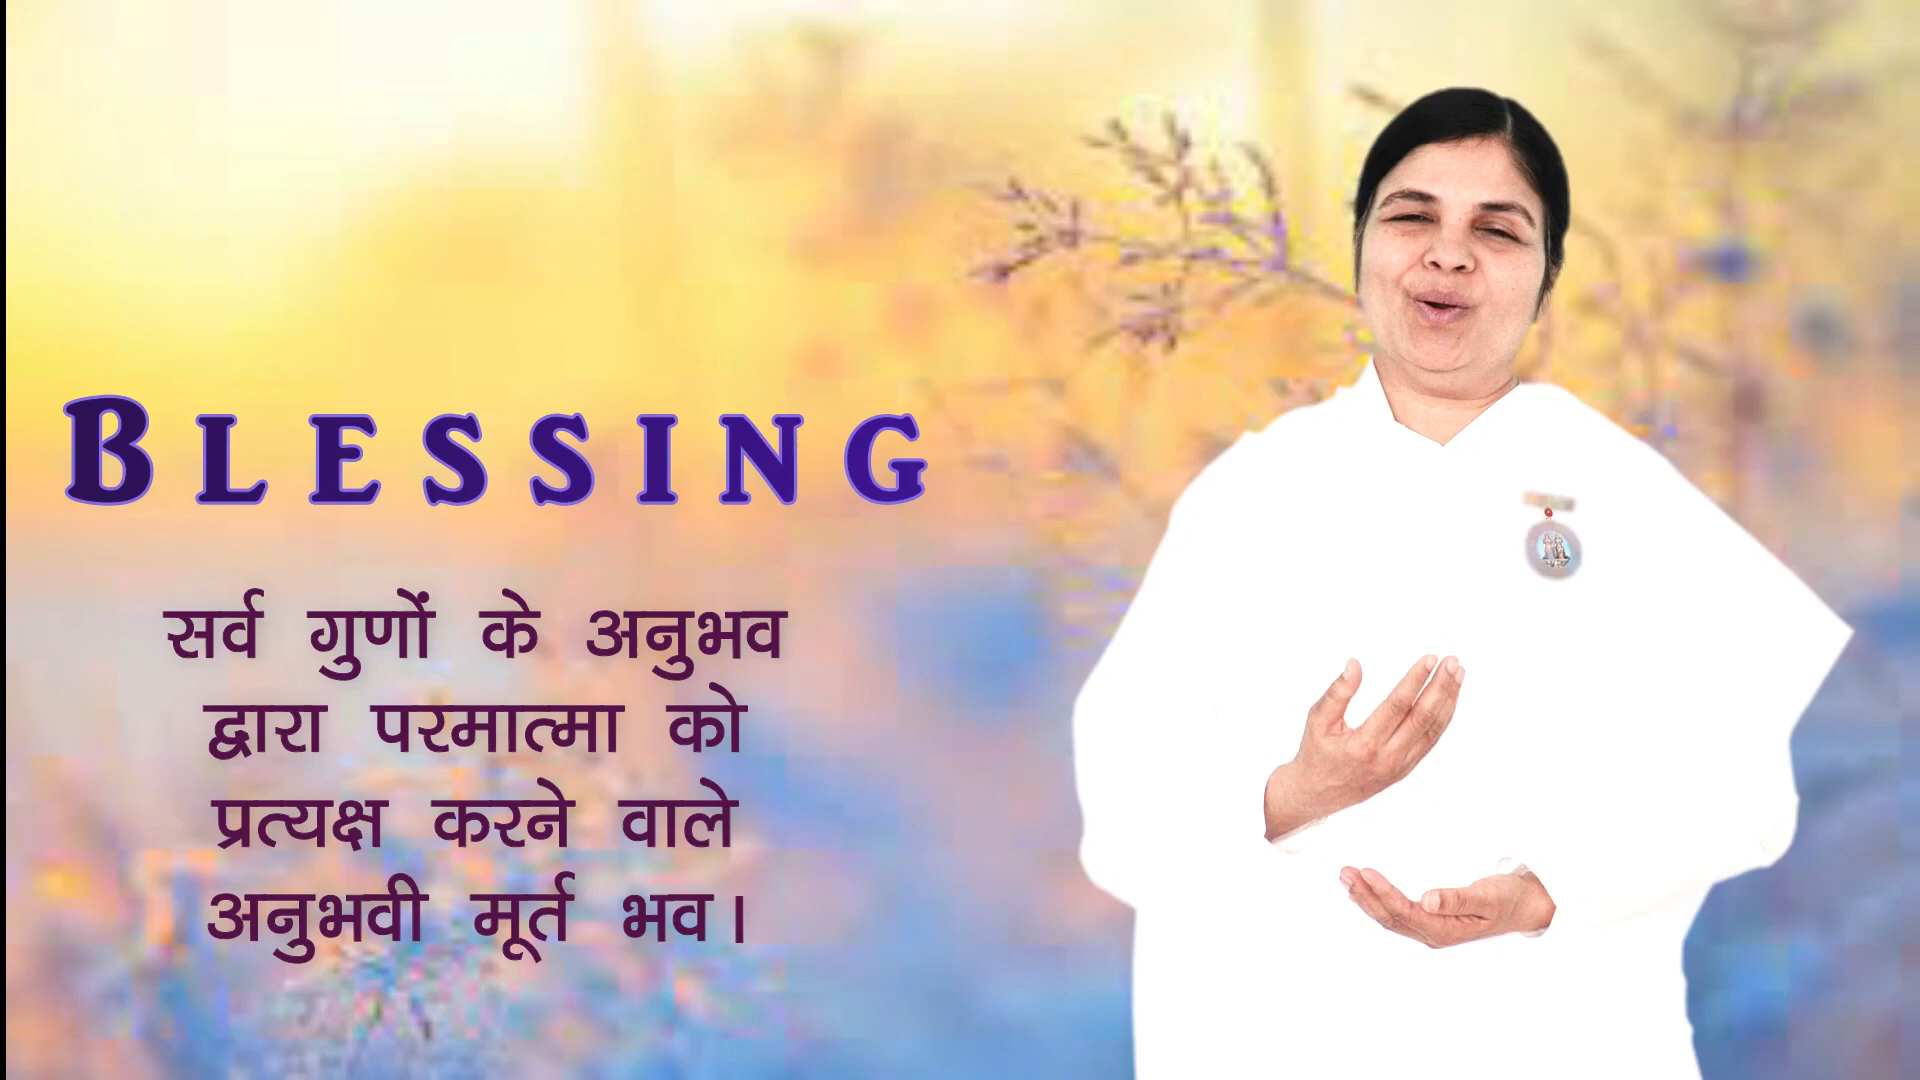 BLESSING
सर्व गुणों के अनुभव
द्वारा परमात्मा को
प्रत्यक्ष करने वाले
अनुभवी मूर्त भव।